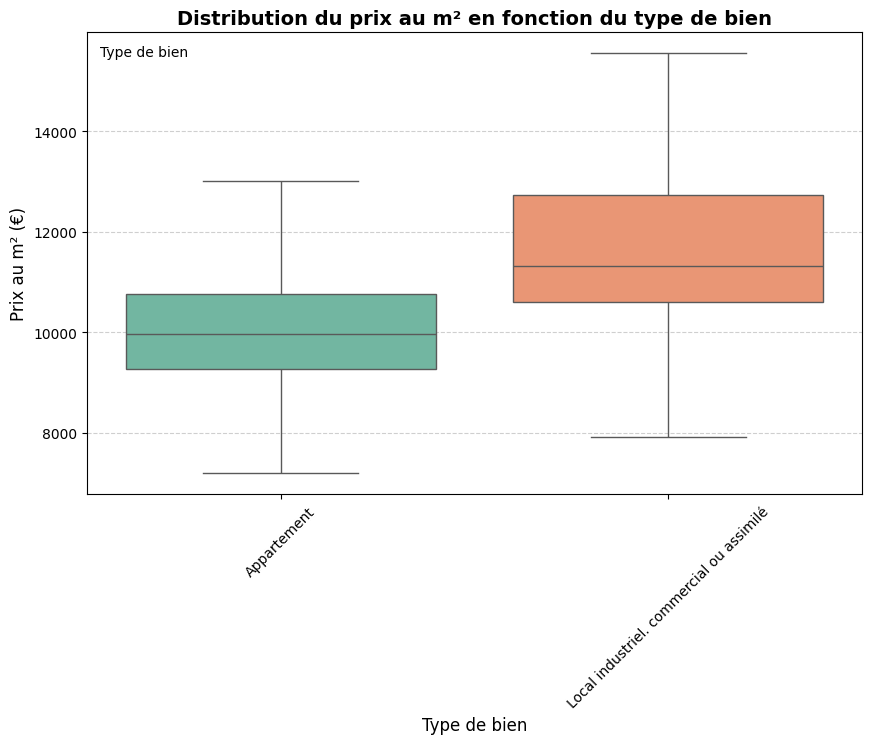 Distribution du prix au m² en fonction du type de bien
Type de bien
Prix au m² (€)
14000
12000
10000
8000
Appartement
Local industriel. commercial ou assimilé
Type de bien